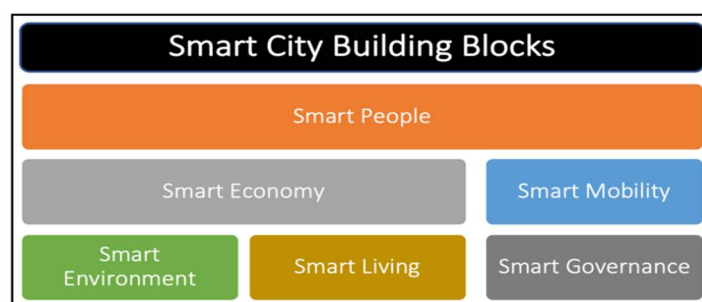 Smart City Building Blocks
Smart People
Smart Economy
Smart Mobility
Smart
Environment
Smart Living
Smart Governance